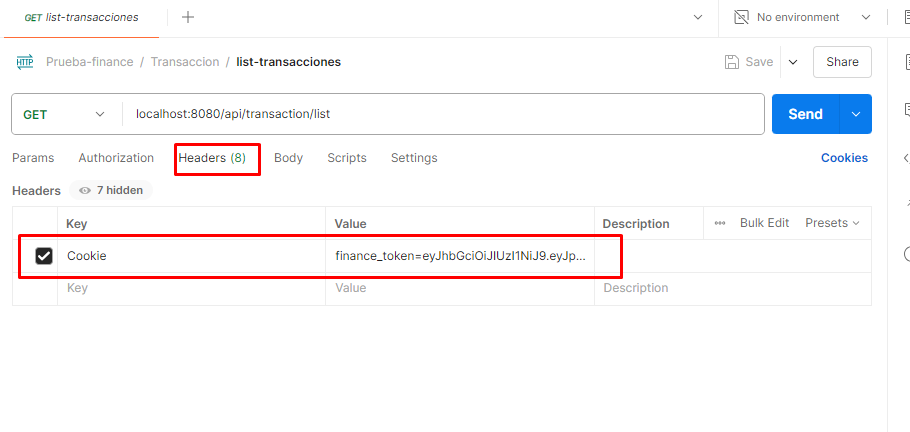 GET list-transacciones
No environment
HTTP Prueba-finance / Transaccion / list-transacciones Save Share
GET localhost:8080/api/transaction/list Send
Params Authorization Headers (8) Body Scripts Settings Cookies
Headers 7 hidden
Key Value Description Bulk Edit Presets
Cookie finance_token=eyJhbGciOiJIUzI1NiJ9.eyJp...
Key Value Description